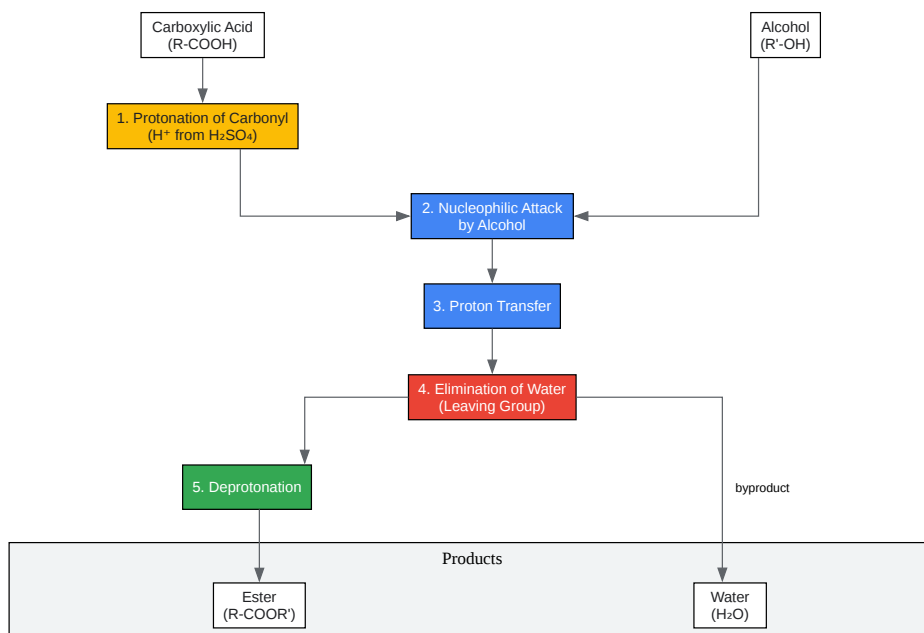 Carboxylic Acid
(R-COOH)
Alcohol
(R'-OH)
1. Protonation of Carbonyl
(H⁺ from H₂SO₄)
2. Nucleophilic Attack
by Alcohol
3. Proton Transfer
4. Elimination of Water
(Leaving Group)
5. Deprotonation
byproduct
Products
Ester
(R-COOR')
Water
(H₂O)